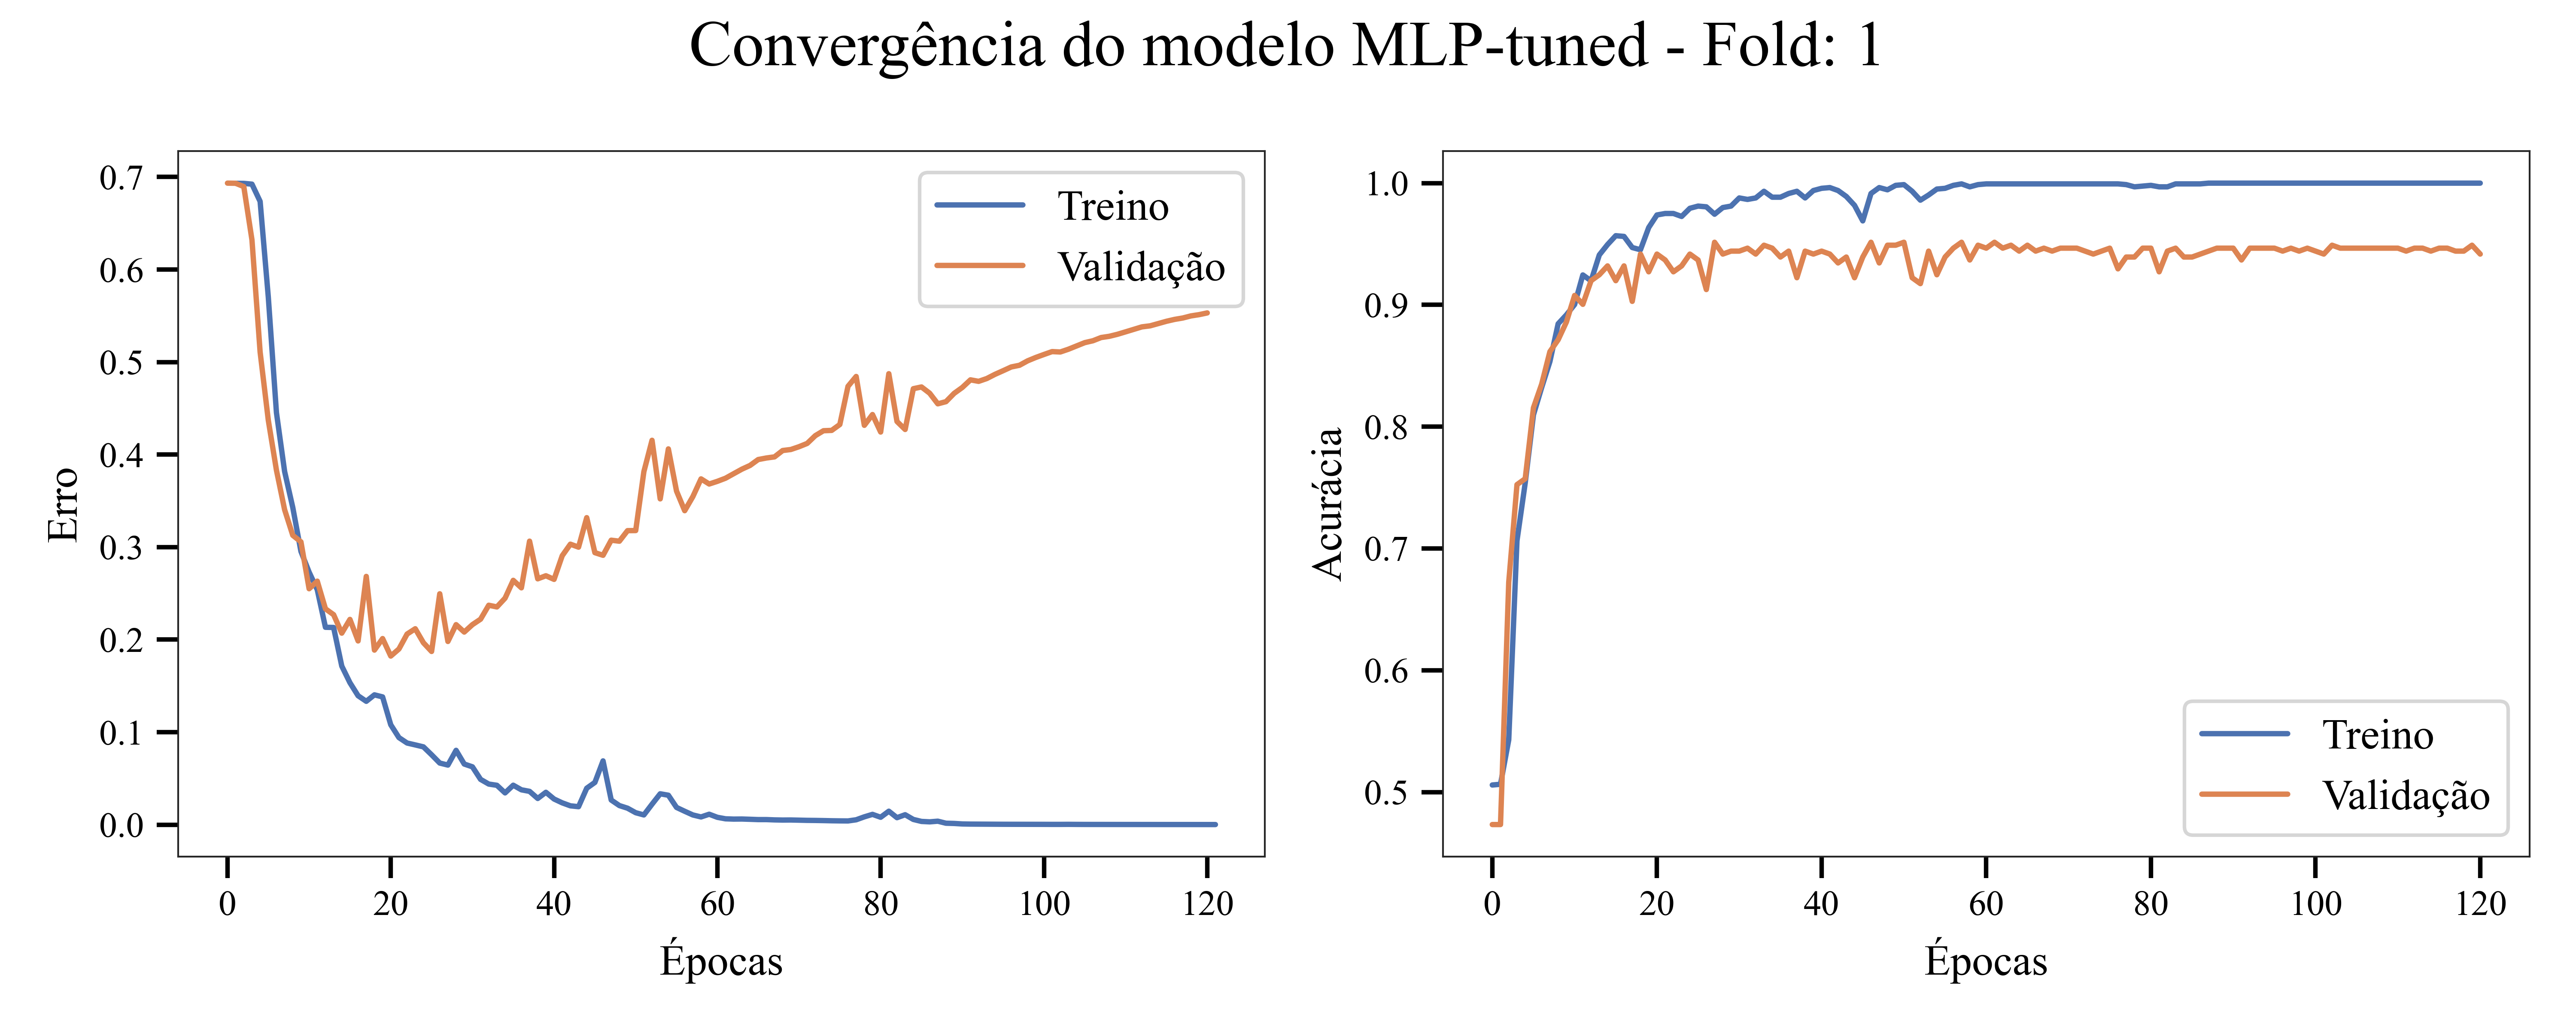 Convergência do modelo MLP-tuned - Fold: 1
0.7
0.6
0.5
0.4
0.3
0.2
0.1
0.0
Erro
Treino
Validação
0 20 40 60 80 100 120
Épocas
1.0
0.9
0.8
0.7
0.6
0.5
Acurácia
Treino
Validação
0 20 40 60 80 100 120
Épocas